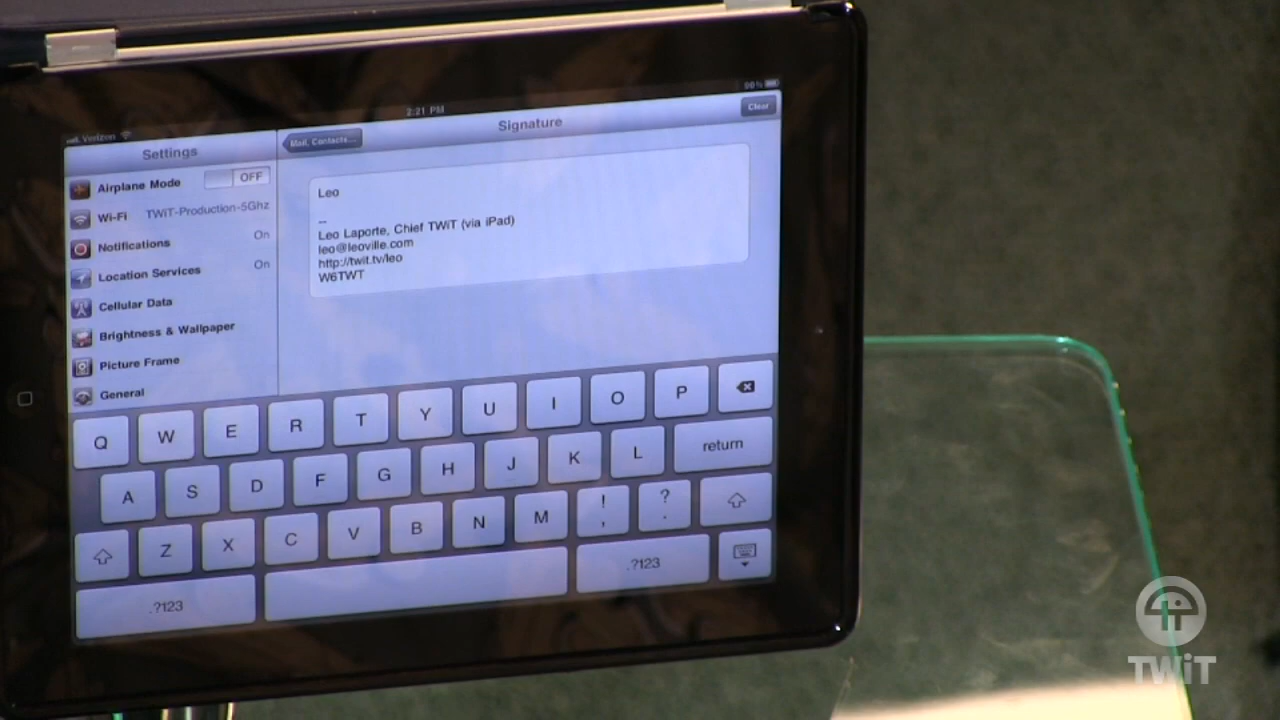 Verizon
2:21 PM
98%
Settings
Mail, Contacts...
Signature
Clear
Airplane Mode OFF
Wi-Fi TWiT-Production-5Ghz
Notifications On
Location Services On
Cellular Data
Brightness & Wallpaper
Picture Frame
General
Leo
--
Leo Laporte, Chief TWiT (via iPad)
leo@leoville.com
http://twit.tv/leo
W6TWT
Q W E R T Y U I O P
A S D F G H J K L return
Z X C V B N M ! , ? .
.?123 .?123
TWiT